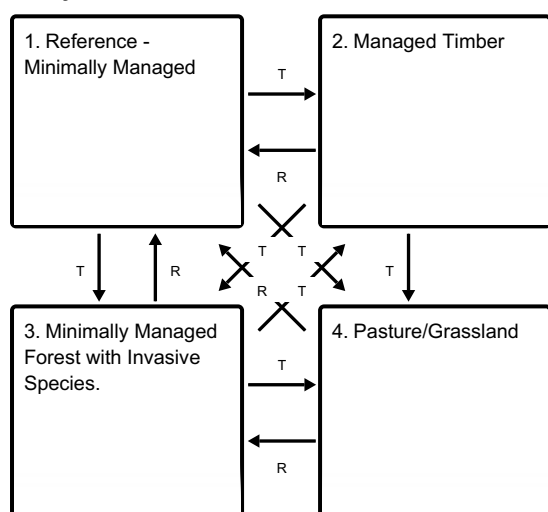 1. Reference -
Minimally Managed
2. Managed Timber
T
R
T
R
T
T
R
T
T
3. Minimally Managed
Forest with Invasive
Species.
4. Pasture/Grassland
T
R